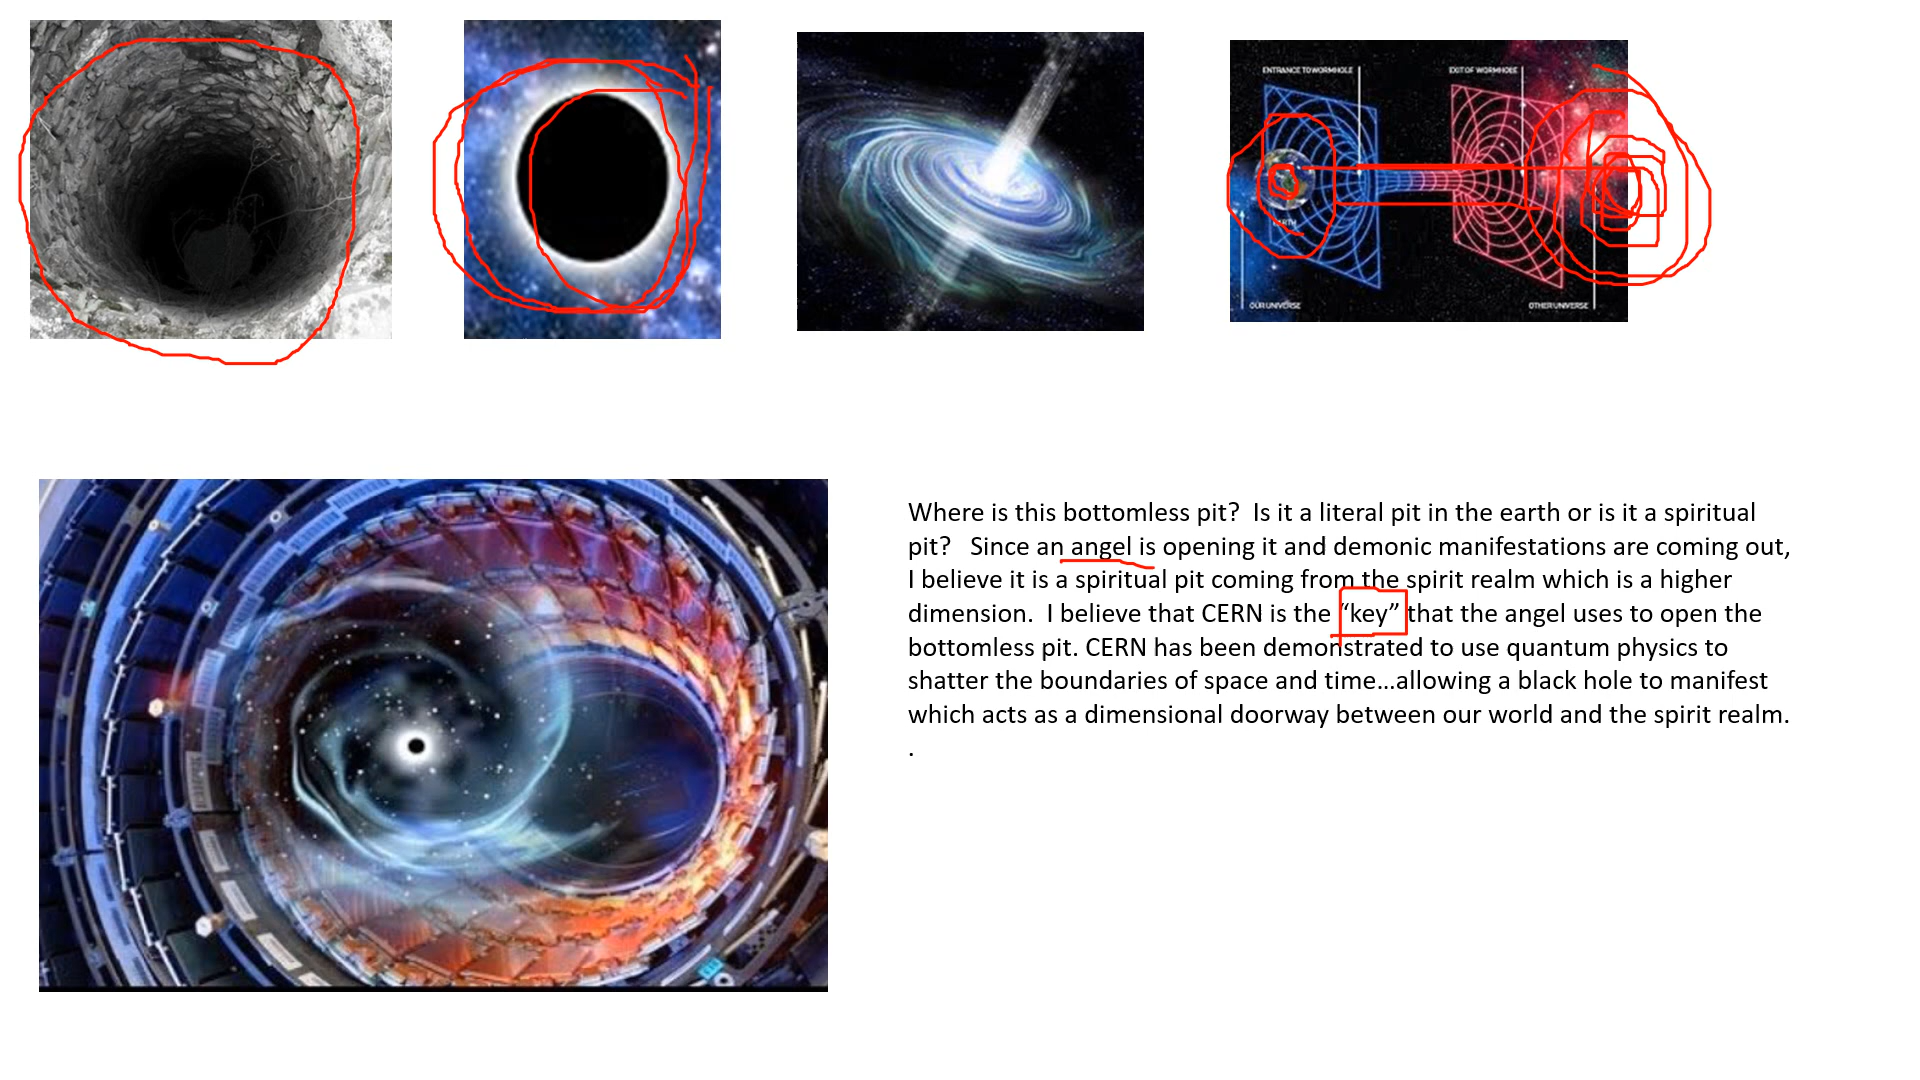 ENTRANCE TO WORMHOLE
EXIT OF WORMHOLE
EARTH
OUR UNIVERSE
OTHER UNIVERSE
Where is this bottomless pit?  Is it a literal pit in the earth or is it a spiritual
pit?   Since an angel is opening it and demonic manifestations are coming out,
I believe it is a spiritual pit coming from the spirit realm which is a higher
dimension.  I believe that CERN is the “key” that the angel uses to open the
bottomless pit. CERN has been demonstrated to use quantum physics to
shatter the boundaries of space and time…allowing a black hole to manifest
which acts as a dimensional doorway between our world and the spirit realm.
.